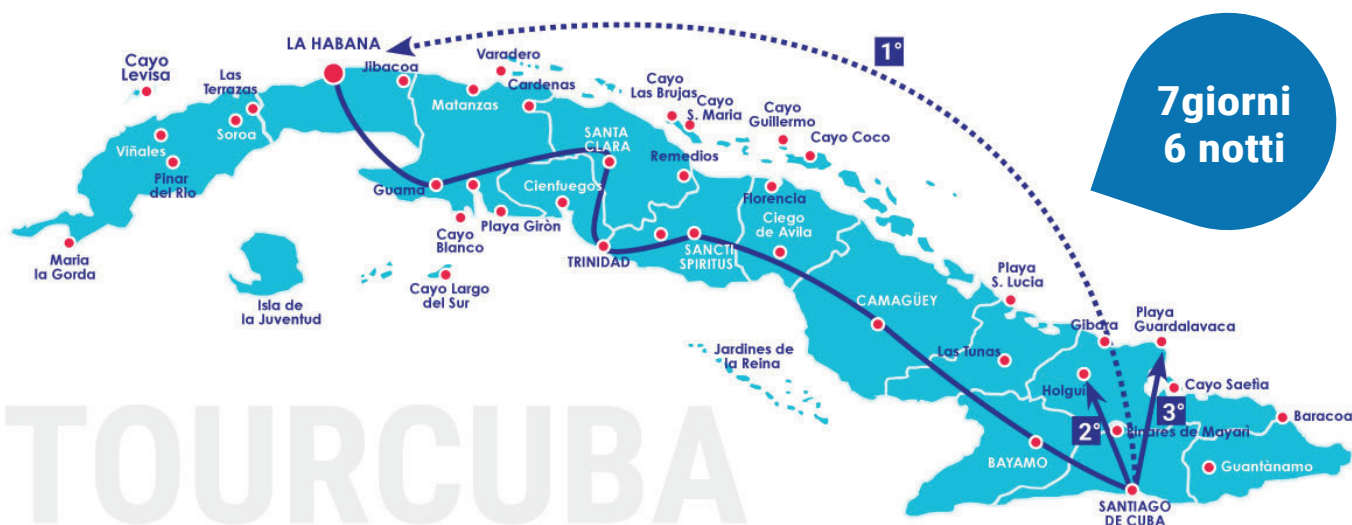 LA HABANA
1°
7giorni
6 notti
Cayo
Levisa
Las
Terrazas
Jibacoa
Varadero
Matanzas
Cardenas
Cayo
Las Brujas
Cayo
S. Maria
Cayo
Guillermo
Cayo Coco
Soroa
Viñales
Pinar
del Rio
SANTA
CLARA
Remedios
Guama
Cienfuegos
Florencia
Playa Giròn
Cayo
Blanco
Ciego
de Avila
Maria
la Gorda
TRINIDAD
SANCTI
SPIRITUS
Isla de
la Juventud
Cayo Largo
del Sur
Playa
S. Lucia
CAMAGÜEY
Gibara
Playa
Guardalavaca
Jardines de
la Reina
Las Tunas
Holguì
Cayo Saetìa
3°
Baracoa
2°
Pinares de Mayarì
BAYAMO
Guantànamo
SANTIAGO
DE CUBA
TOURCUBA